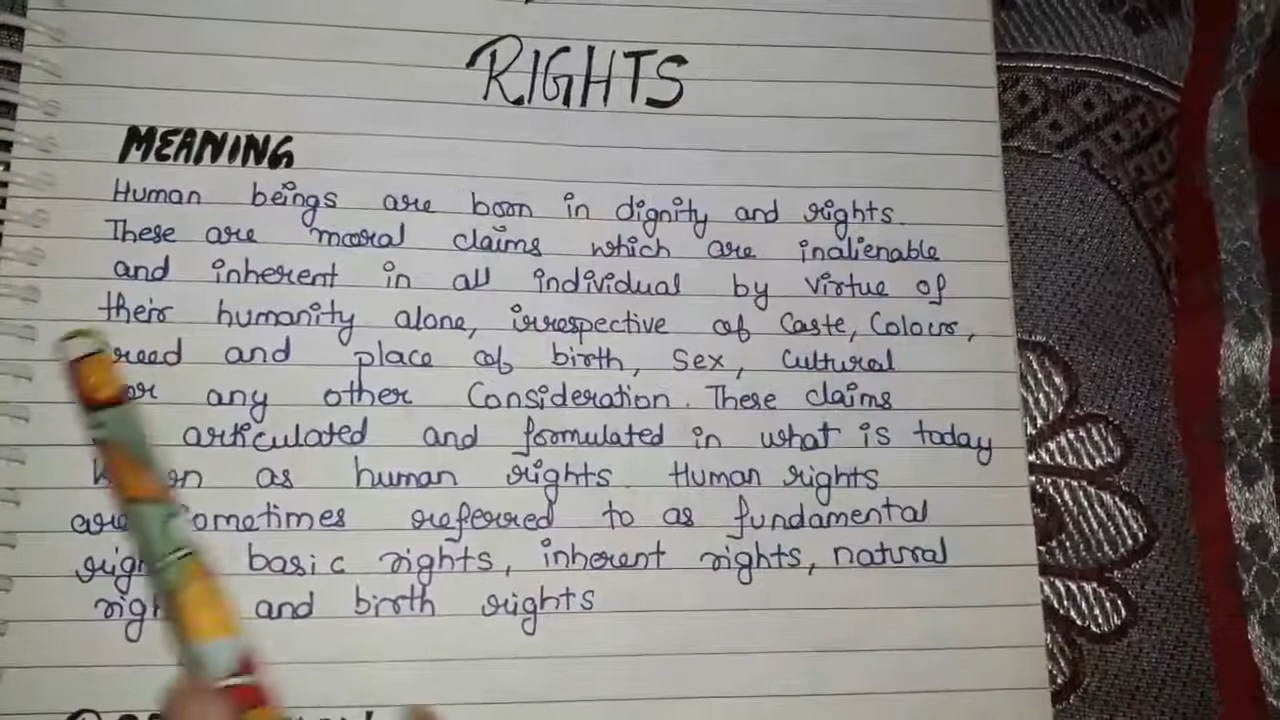 RIGHTS
MEANING
Human beings are born in dignity and rights.
These are moral claims which are inalienable
and inherent in all individual by virtue of
their humanity alone, irrespective of Caste, Colour,
reed and place of birth, Sex, Cultural
or any other Consideration. These claims
articulated and formulated in what is today
as human rights. Human rights
are sometimes referred to as fundamental
basic rights, inherent rights, natural
and birth rights